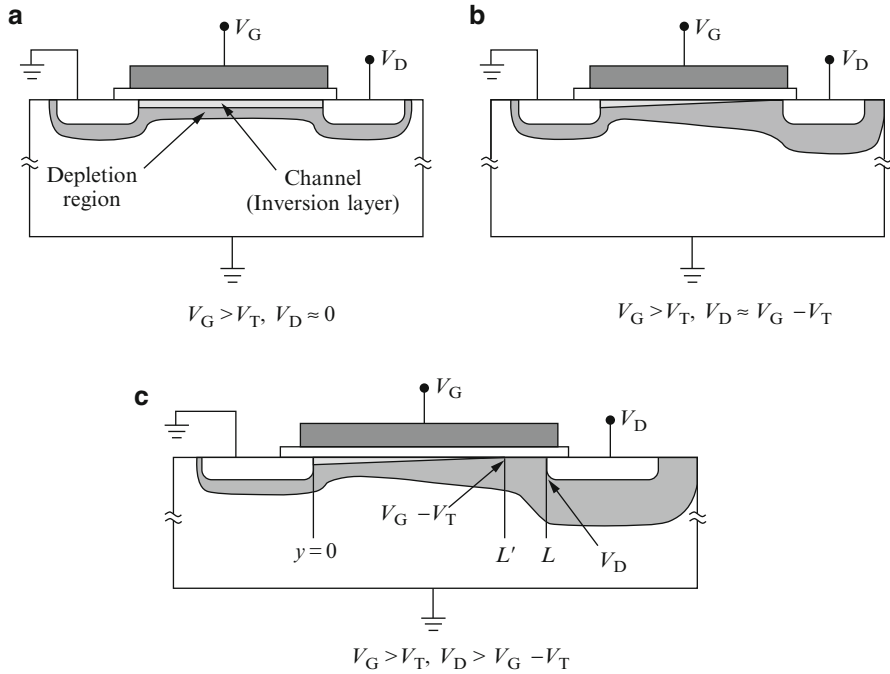 a
V_G
V_D
Depletion
region
Channel
(Inversion layer)
V_G > V_T, V_D ≈ 0
b
V_G
V_D
V_G > V_T, V_D ≈ V_G − V_T
c
V_G
V_D
V_G − V_T
y = 0
L′
L
V_D
V_G > V_T, V_D > V_G − V_T